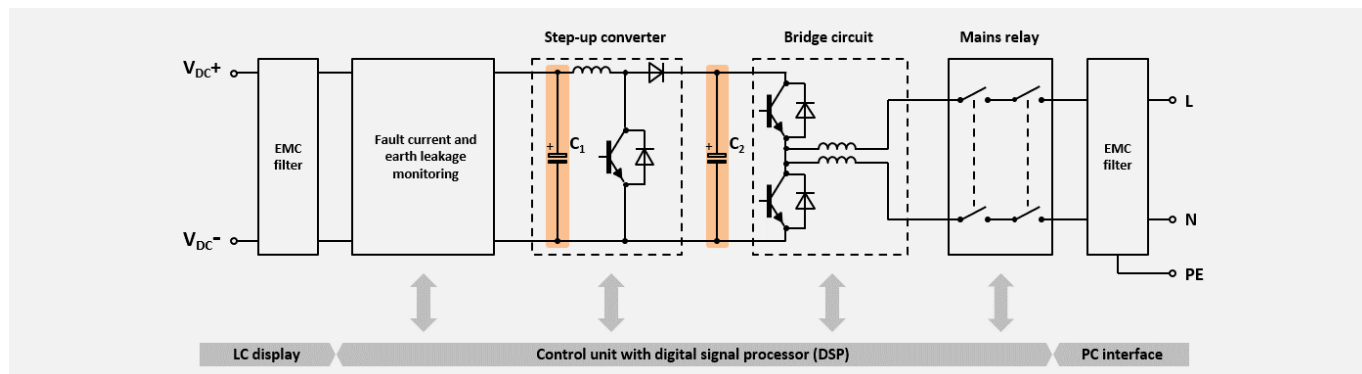 Step-up converter
Bridge circuit
Mains relay
VDC+
EMC
filter
Fault current and
earth leakage
monitoring
+
C1
+
C2
EMC
filter
L
N
VDC-
PE
LC display
Control unit with digital signal processor (DSP)
PC interface